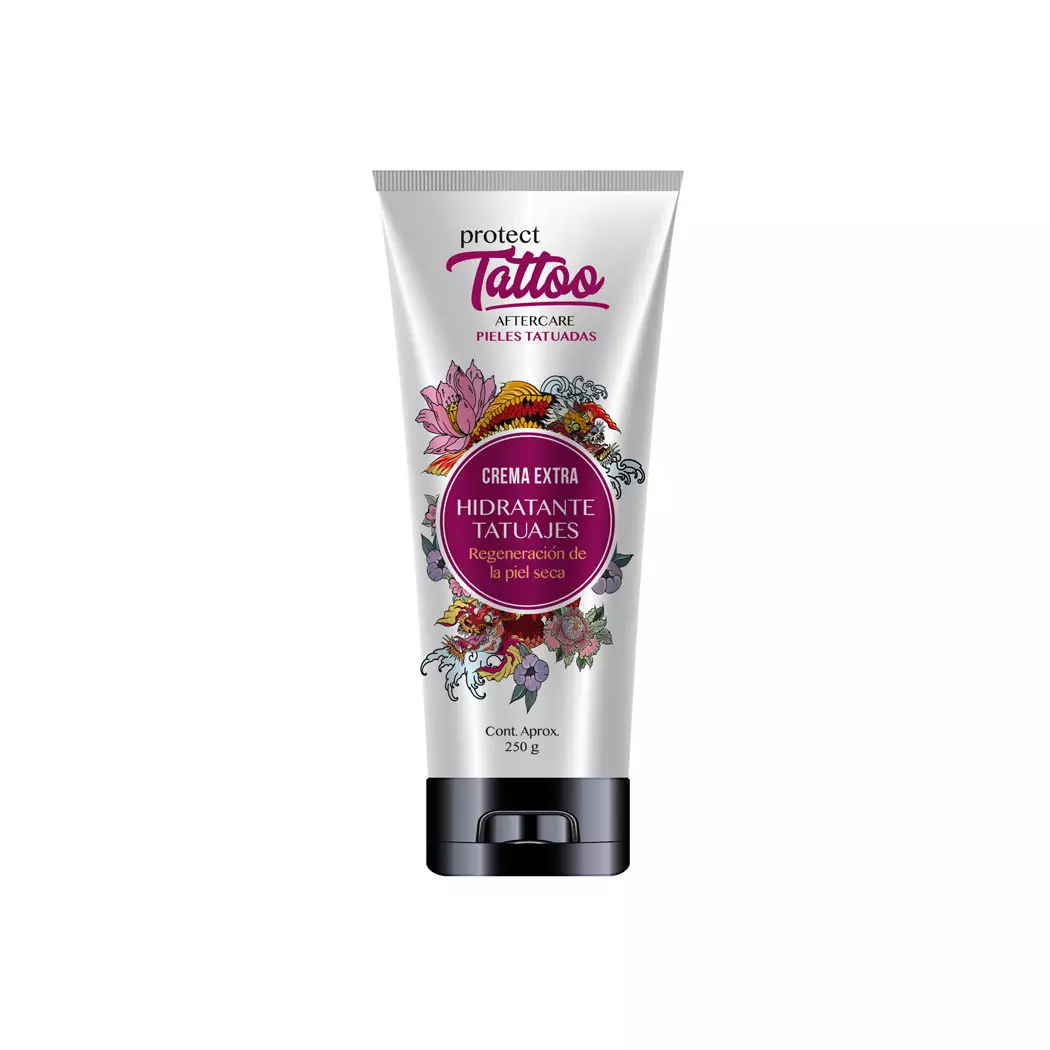 protect
Tattoo
AFTERCARE
PIELES TATUADAS
CREMA EXTRA
HIDRATANTE
TATUAJES
Regeneración de
la piel seca
Cont. Aprox.
250 g